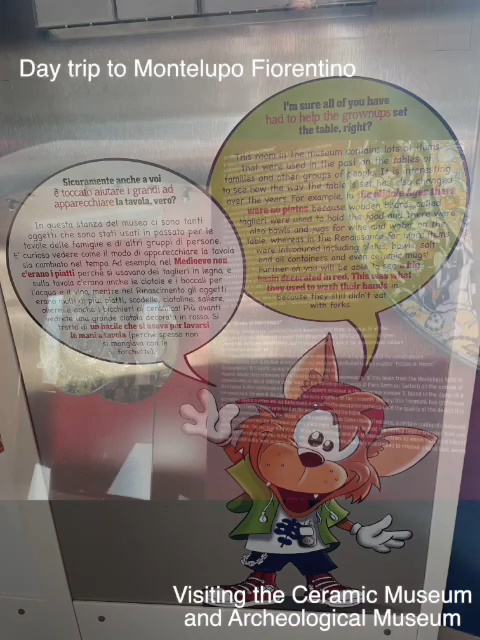 Day trip to Montelupo Fiorentino
I'm sure all of you have
had to help the grownups set
the table, right?
This room in the museum contains lots of items
that were used in the past on the tables of
families and other groups of people. It is interesting
to see how the way the table is set has also changed
over the years. For example, in the Middle Ages there
were no plates because wooden boards called
taglieri were used to hold the food and there were
also bowls and jugs for wine and water on the
table, whereas in the Renaissance far more items
were introduced including plates, bowls, salt
and oil containers and even ceramic mugs!
Further on you will be able to see a big
basin decorated in red. This was what
they used to wash their hands in
because they still didn't eat
with forks.
Sicuramente anche a voi
è toccato aiutare i grandi ad
apparecchiare la tavola, vero?
In questa stanza del museo ci sono tanti
oggetti che sono stati usati in passato per le
tavole delle famiglie e di altri gruppi di persone.
E' curioso vedere come il modo di apparecchiare la tavola
sia cambiato nel tempo. Ad esempio, nel Medioevo non
c'erano i piatti perché si usavano dei taglieri in legno, e
sulla tavola c'erano anche le ciotole e i boccali per
l'acqua e il vino, mentre nel Rinascimento gli oggetti
erano molti di più: piatti, scodelle, ciotoline, saliere,
oliere e anche i bicchieri di ceramica! Più avanti
vedrete una grande ciotola decorata in rosso. Si
tratta di un bacile che si usava per lavarsi
le mani a tavola (perché spesso non
si mangiava con le
forchette).
Visiting the Ceramic Museum
and Archeological Museum